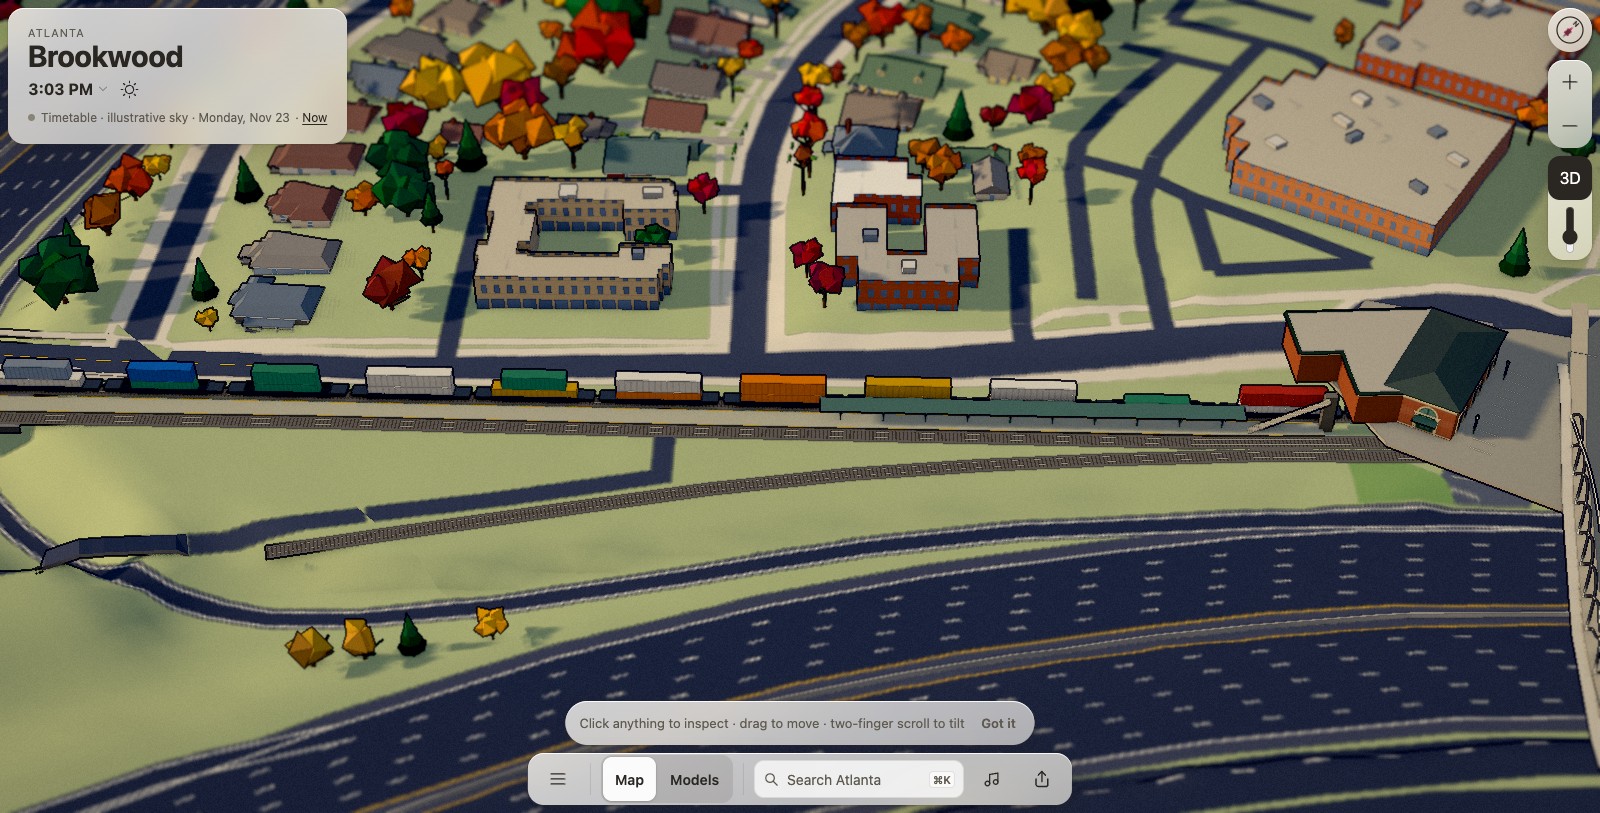 ATLANTA
Brookwood
3:03 PM
Timetable · illustrative sky · Monday, Nov 23 · Now
3D
Click anything to inspect · drag to move · two-finger scroll to tilt Got it
Map Models Search Atlanta ⌘K